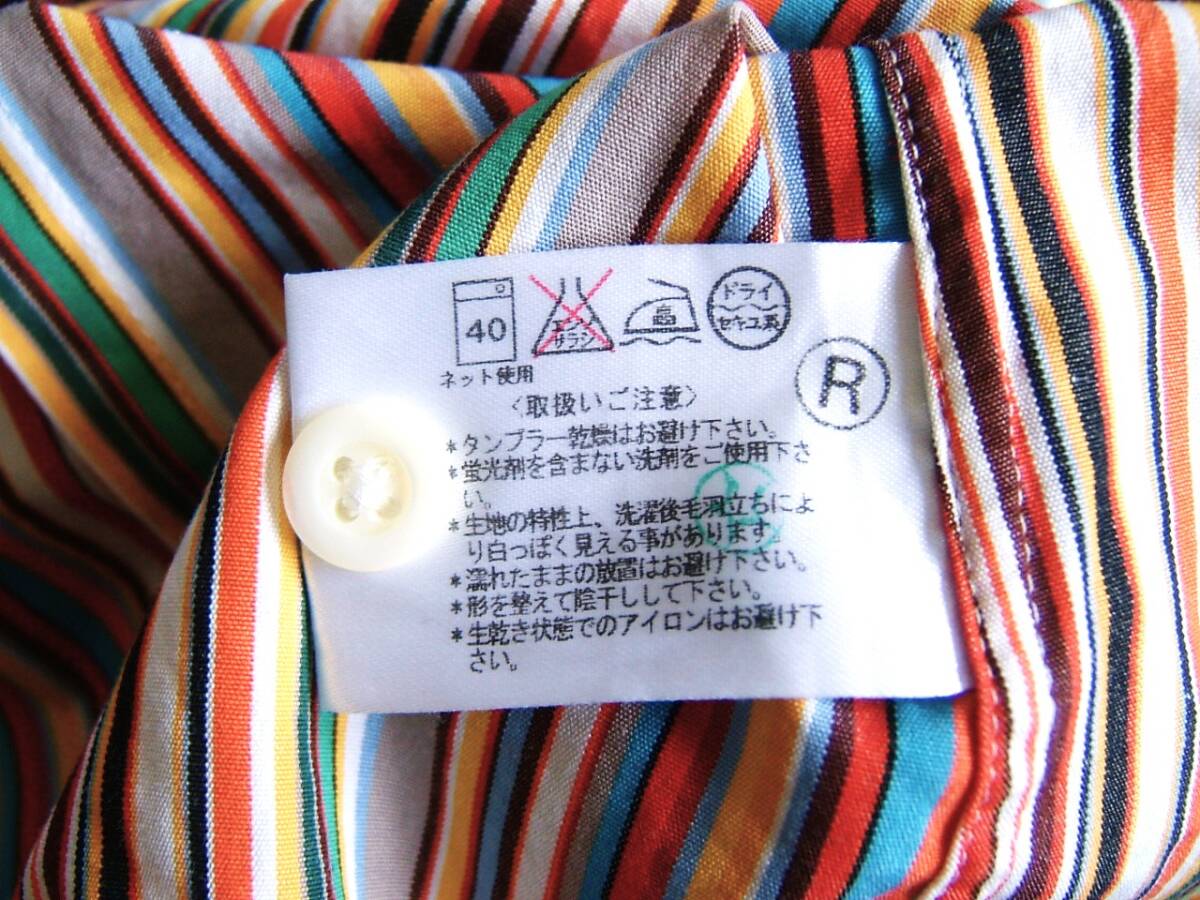 40
エンソ
サラシ
高
ドライ
セキユ系
ネット使用
R
〈取扱いご注意〉
*タンブラー乾燥はお避け下さい。
*蛍光剤を含まない洗剤をご使用下さ
い。
*生地の特性上、洗濯後毛羽立ちによ
り白っぽく見える事があります
*濡れたままの放置はお避け下さい。
*形を整えて陰干しして下さい。
*生乾き状態でのアイロンはお避け下
さい。